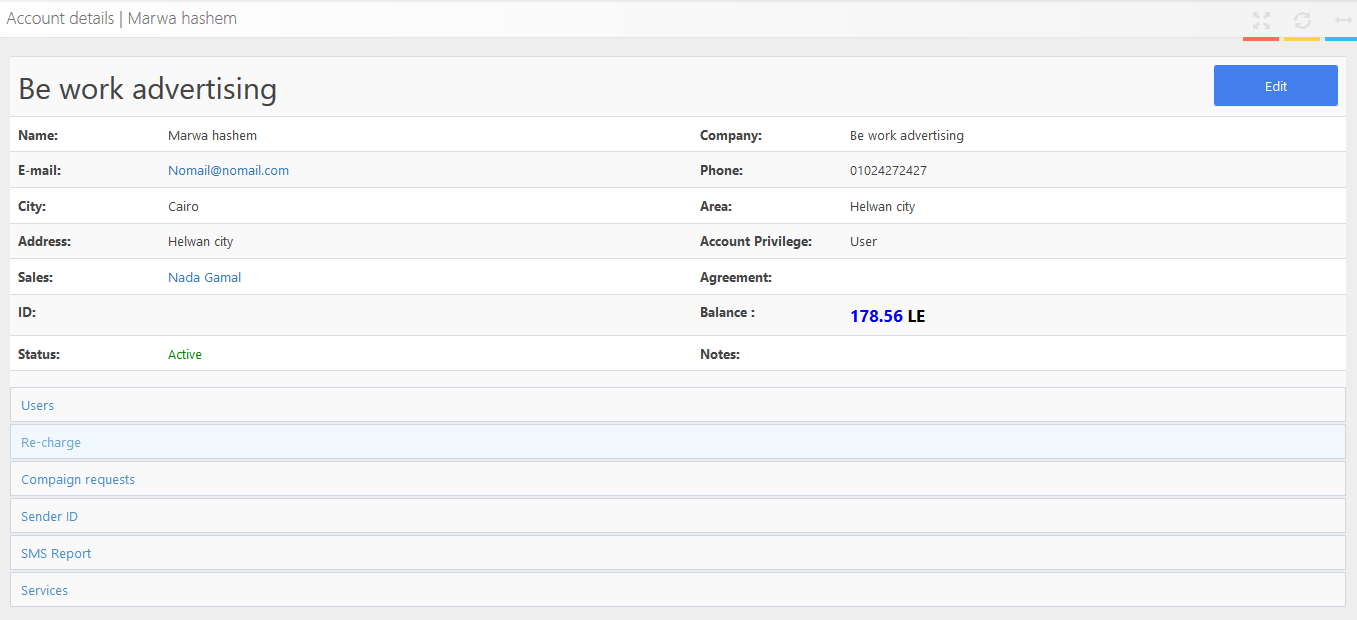 Account details | Marwa hashem
Be work advertising
Edit
Name: Marwa hashem Company: Be work advertising
E-mail: Nomail@nomail.com Phone: 01024272427
City: Cairo Area: Helwan city
Address: Helwan city Account Privilege: User
Sales: Nada Gamal Agreement:
ID: Balance : 178.56 LE
Status: Active Notes:
Users
Re-charge
Compaign requests
Sender ID
SMS Report
Services